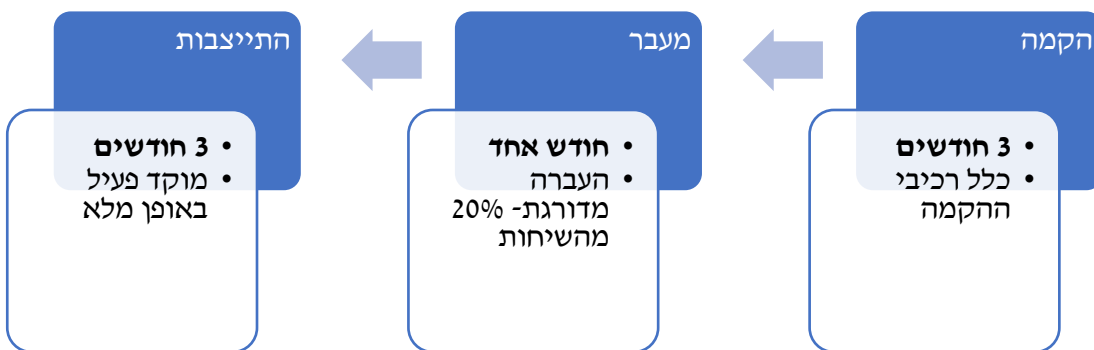 הקמה
• 3 חודשים
• כלל רכיבי
ההקמה
מעבר
• חודש אחד
• העברה
מדורגת- 20%
מהשיחות
התייצבות
• 3 חודשים
• מוקד פעיל
באופן מלא